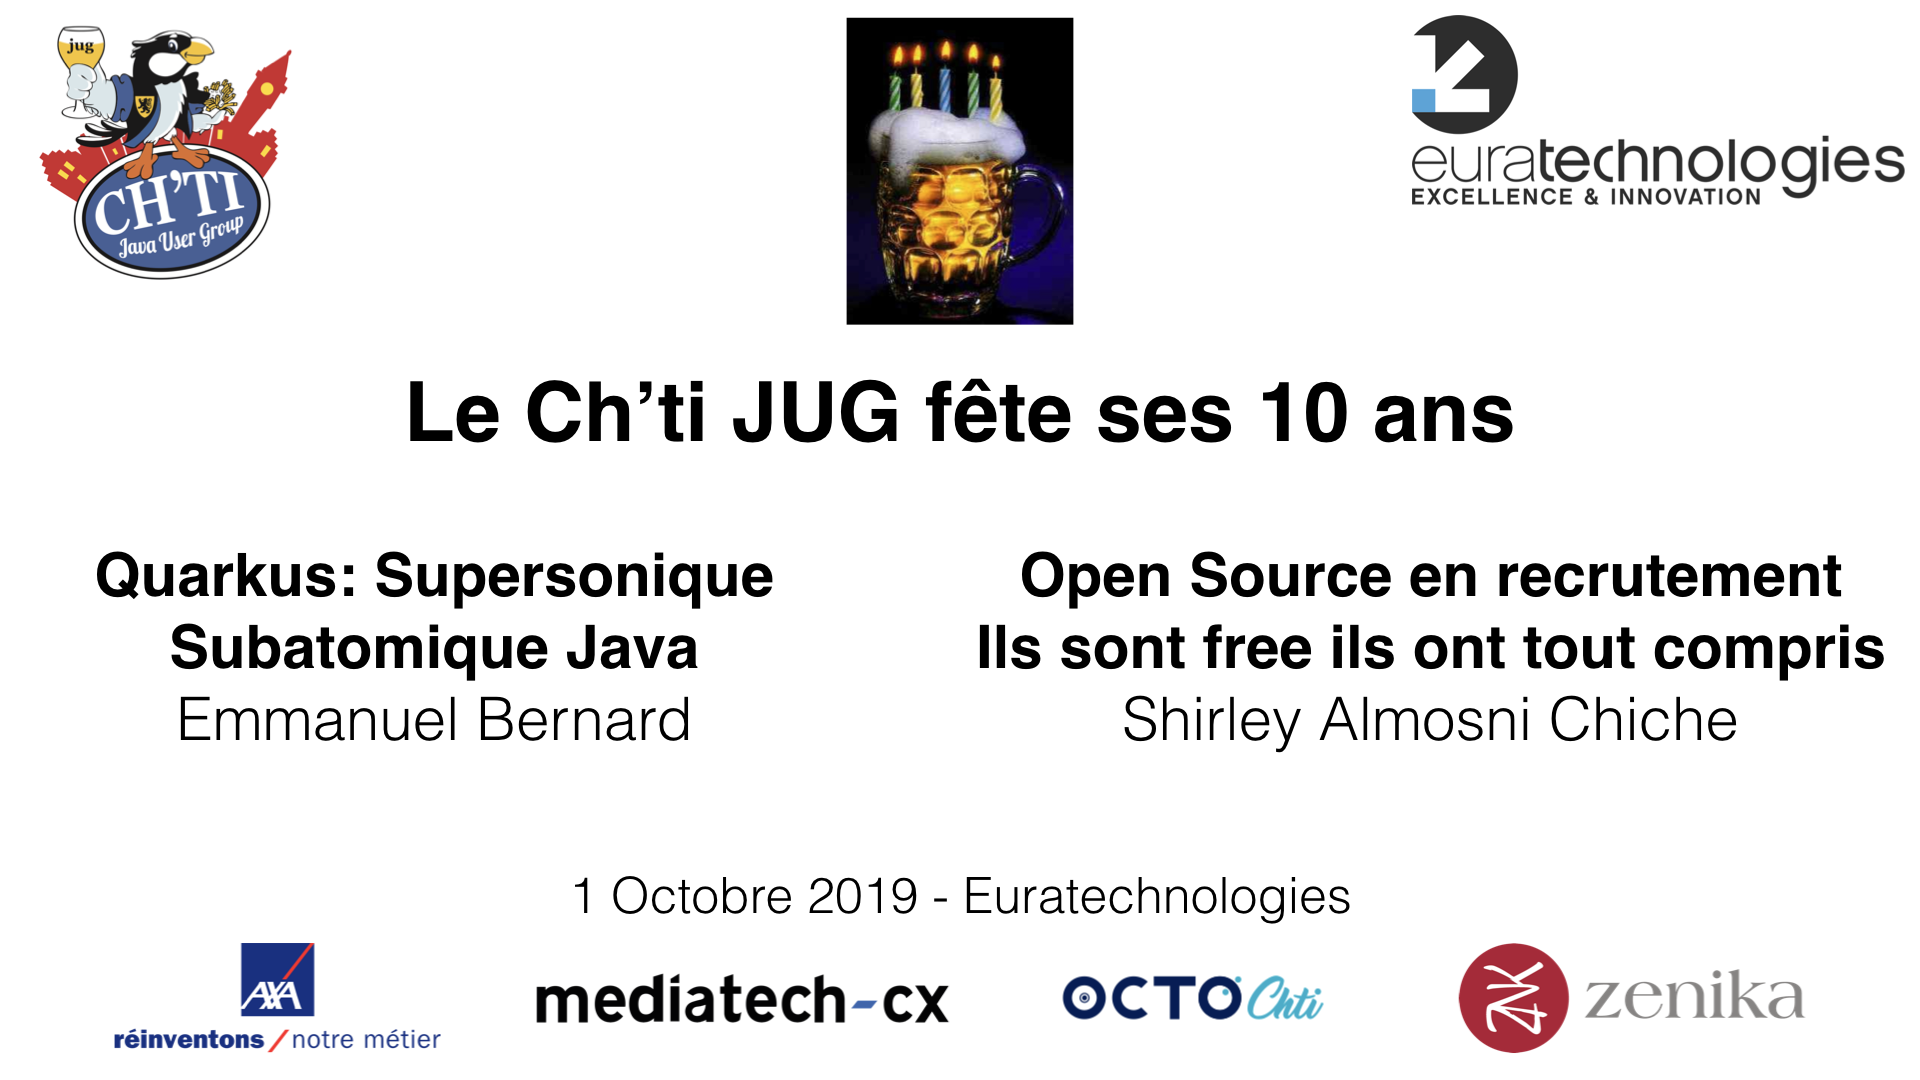 jug
CH'TI
Java User Group
euratechnologies
EXCELLENCE & INNOVATION
Le Ch’ti JUG fête ses 10 ans
Quarkus: Supersonique
Subatomique Java
Emmanuel Bernard
Open Source en recrutement
Ils sont free ils ont tout compris
Shirley Almosni Chiche
1 Octobre 2019 - Euratechnologies
AXA
réinventons / notre métier
mediatech-cx
OCTO Chti
ZNK zenika